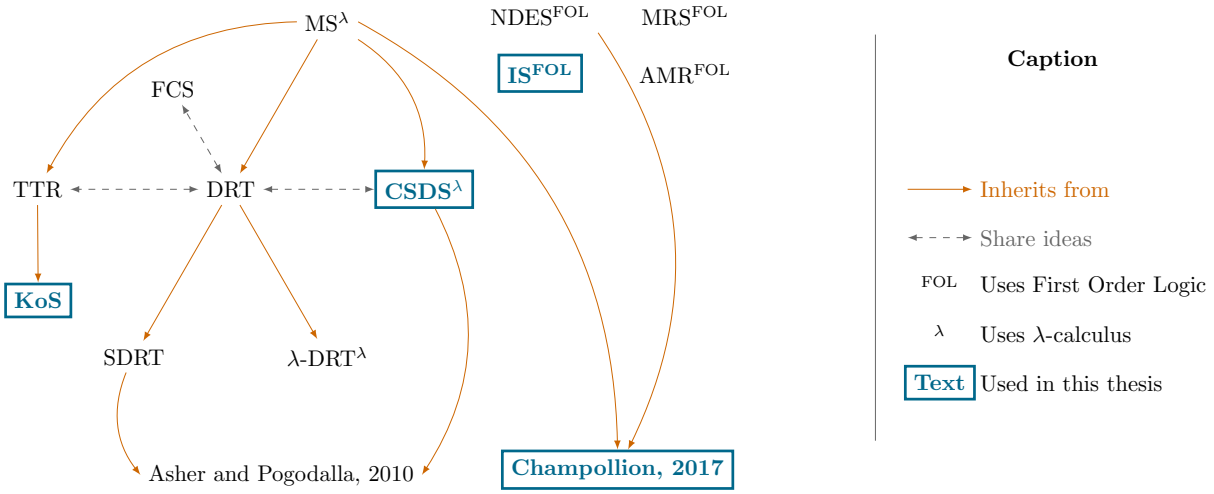 MS^λ
NDES^FOL
MRS^FOL
IS^FOL
AMR^FOL
FCS
TTR
DRT
CSDS^λ
KoS
SDRT
λ-DRT^λ
Asher and Pogodalla, 2010
Champollion, 2017
Caption
Inherits from
Share ideas
FOL Uses First Order Logic
λ Uses λ-calculus
Text Used in this thesis